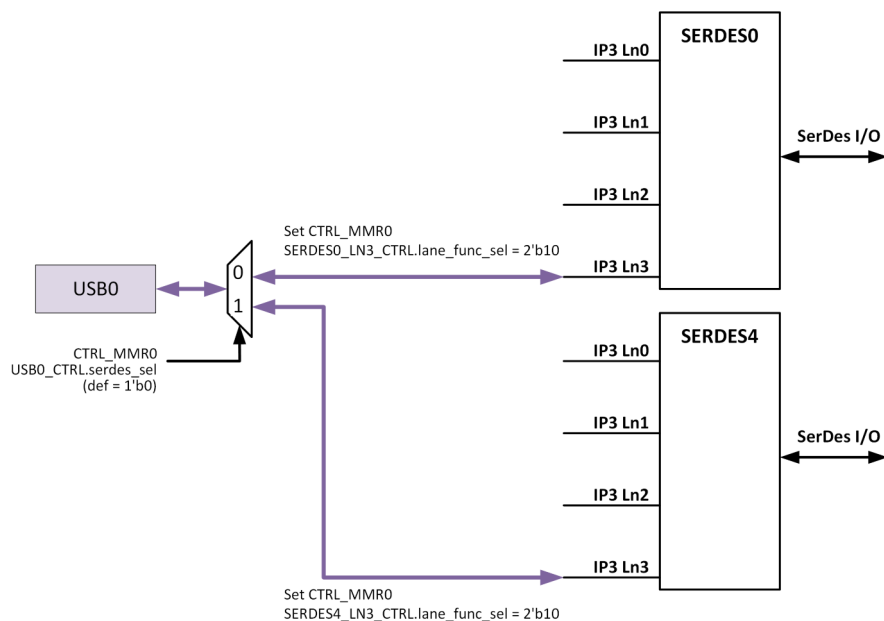 SERDES0
IP3 Ln0
IP3 Ln1
SerDes I/O
IP3 Ln2
Set CTRL_MMR0
SERDES0_LN3_CTRL.lane_func_sel = 2'b10
IP3 Ln3
0
USB0
1
CTRL_MMR0
USB0_CTRL.serdes_sel
(def = 1'b0)
SERDES4
IP3 Ln0
IP3 Ln1
SerDes I/O
IP3 Ln2
IP3 Ln3
Set CTRL_MMR0
SERDES4_LN3_CTRL.lane_func_sel = 2'b10